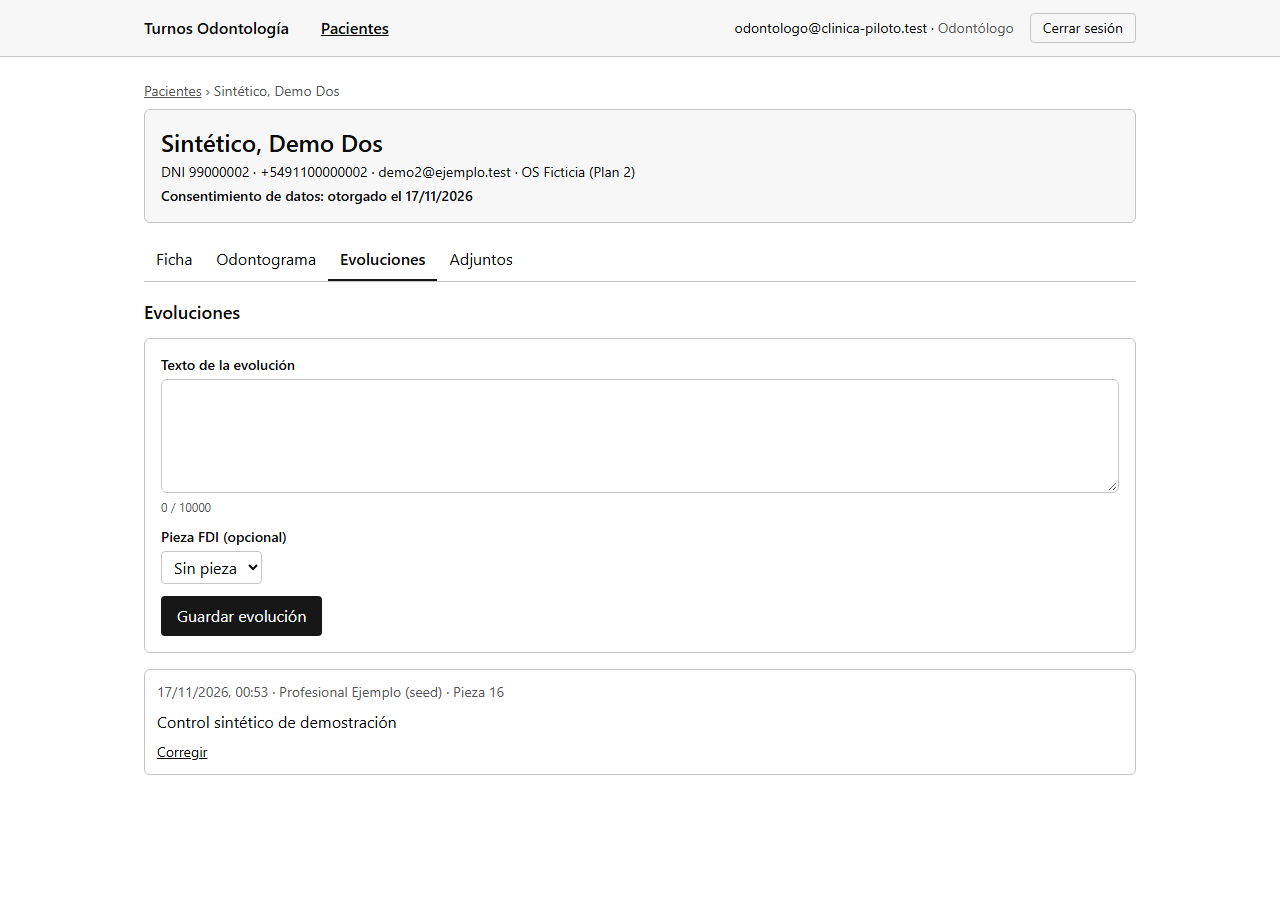 Turnos Odontología Pacientes odontologo@clinica-piloto.test · Odontólogo Cerrar sesión
Pacientes › Sintético, Demo Dos
Sintético, Demo Dos
DNI 99000002 · +5491100000002 · demo2@ejemplo.test · OS Ficticia (Plan 2)
Consentimiento de datos: otorgado el 17/11/2026
Ficha Odontograma Evoluciones Adjuntos
Evoluciones
Texto de la evolución
0 / 10000
Pieza FDI (opcional)
Sin pieza
Guardar evolución
17/11/2026, 00:53 · Profesional Ejemplo (seed) · Pieza 16
Control sintético de demostración
Corregir